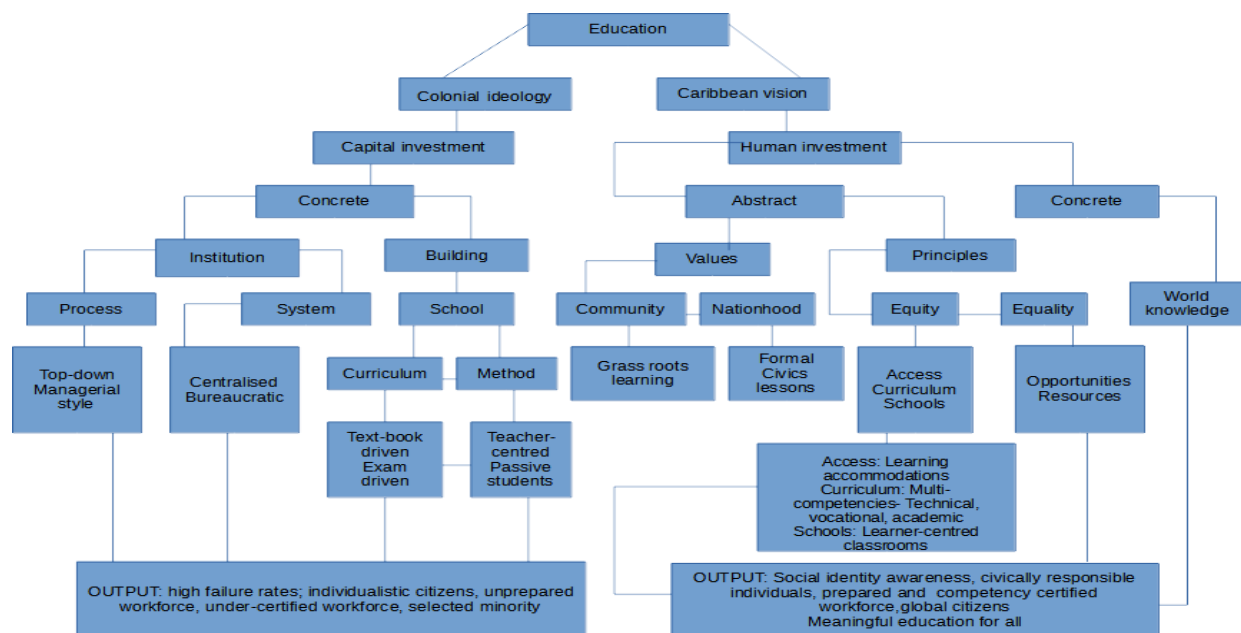 Education
Colonial ideology
Caribbean vision
Capital investment
Human investment
Concrete
Abstract
Concrete
Institution
Building
Values
Principles
Process
System
School
Community
Nationhood
Equity
Equality
World
knowledge
Top-down
Managerial
style
Centralised
Bureaucratic
Curriculum
Method
Grass roots
learning
Formal
Civics
lessons
Access
Curriculum
Schools
Opportunities
Resources
Text-book
driven
Exam
driven
Teacher-
centred
Passive
students
Access: Learning
accommodations
Curriculum: Multi-
competencies- Technical,
vocational, academic
Schools: Learner-centred
classrooms
OUTPUT: high failure rates; individualistic citizens, unprepared
workforce, under-certified workforce, selected minority
OUTPUT: Social identity awareness, civically responsible
individuals, prepared and competency certified
workforce,global citizens
Meaningful education for all